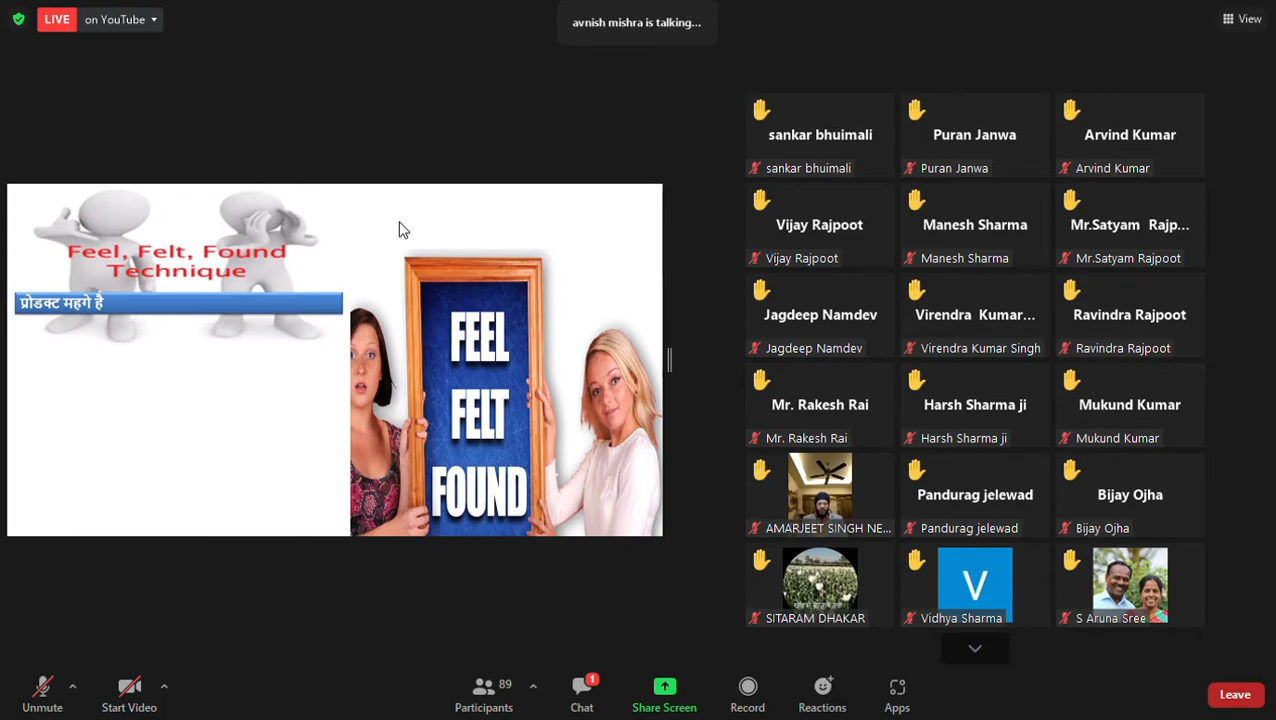 LIVE on YouTube
avnish mishra is talking...
View
Feel, Felt, Found
Technique
प्रोडक्ट महगे है
FEEL
FELT
FOUND
sankar bhuimali
Puran Janwa
Arvind Kumar
sankar bhuimali
Puran Janwa
Arvind Kumar
Vijay Rajpoot
Manesh Sharma
Mr.Satyam Rajp...
Vijay Rajpoot
Manesh Sharma
Mr.Satyam Rajpoot
Jagdeep Namdev
Virendra Kumar...
Ravindra Rajpoot
Jagdeep Namdev
Virendra Kumar Singh
Ravindra Rajpoot
Mr. Rakesh Rai
Harsh Sharma ji
Mukund Kumar
Mr. Rakesh Rai
Harsh Sharma ji
Mukund Kumar
Pandurag jelewad
Bijay Ojha
AMARJEET SINGH NE...
Pandurag jelewad
Bijay Ojha
V
SITARAM DHAKAR
Vidhya Sharma
S Aruna Sree
Unmute
Start Video
89
Participants
1
Chat
Share Screen
Record
Reactions
Apps
Leave